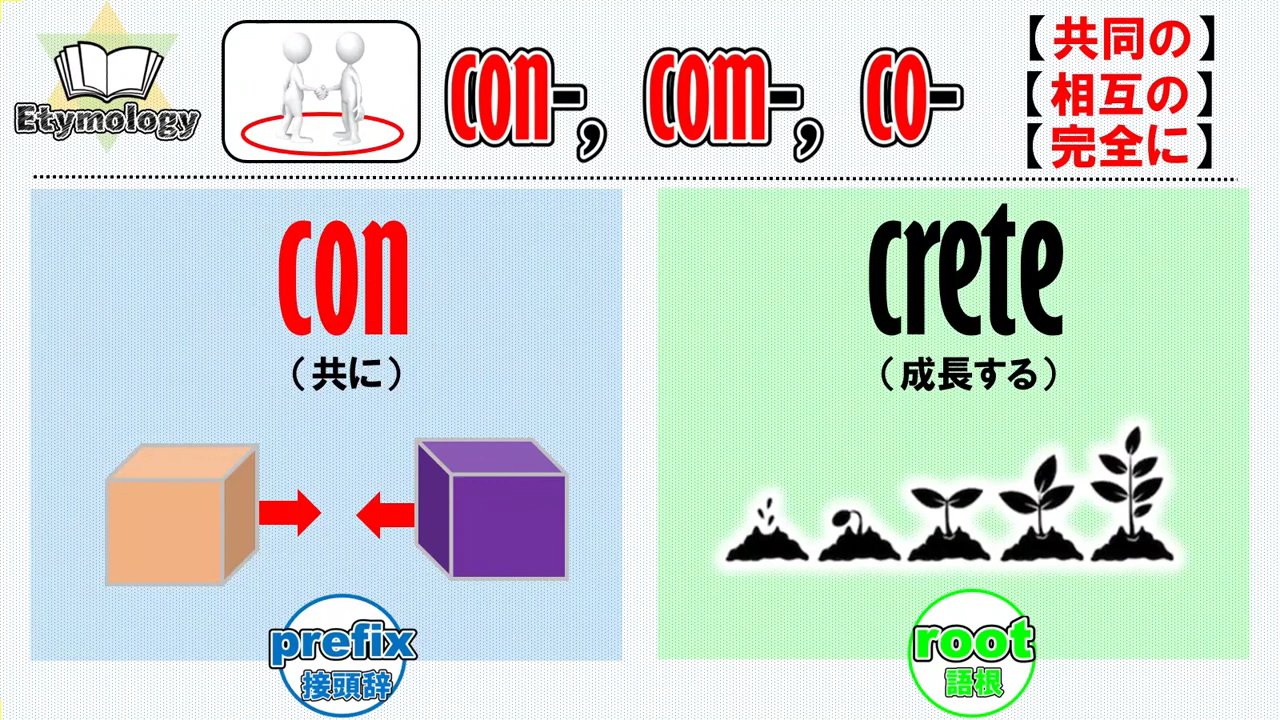 Etymology
con-, com-, co-
【共同の】
【相互の】
【完全に】
con
（共に）
prefix
接頭辞
crete
（成長する）
root
語根